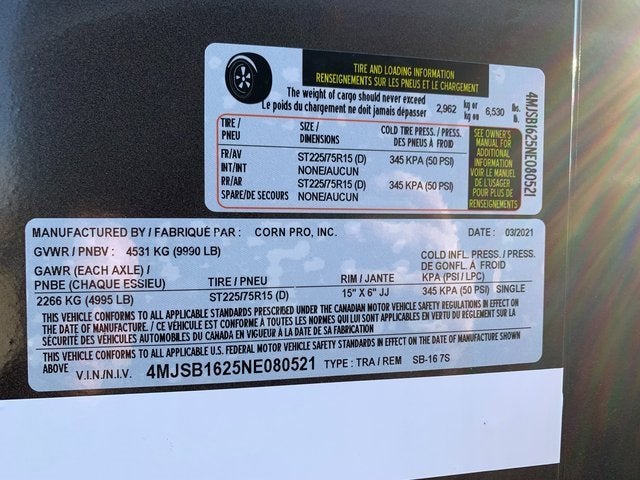 TIRE AND LOADING INFORMATION
RENSEIGNEMENTS SUR LES PNEUS ET LE CHARGEMENT
The weight of cargo should never exceed
Le poids du chargement ne doit jamais dépasser 2,962 kg or kg ou 6,530 lbs. lb.
TIRE / PNEU SIZE / DIMENSIONS COLD TIRE PRESS. / PRESS. DES PNEUS À FROID
FR/AV ST225/75R15 (D) 345 KPA (50 PSI)
INT/INT NONE/AUCUN
RR/AR ST225/75R15 (D) 345 KPA (50 PSI)
SPARE/DE SECOURS NONE/AUCUN
SEE OWNER'S
MANUAL FOR
ADDITIONAL
INFORMATION
VOIR LE MANUEL
DE L'USAGER
POUR PLUS DE
RENSEIGNEMENTS
4MJSB1625NE080521
MANUFACTURED BY / FABRIQUÉ PAR : CORN PRO, INC. DATE : 03/2021
GVWR / PNBV : 4531 KG (9990 LB)
GAWR (EACH AXLE) /
PNBE (CHAQUE ESSIEU) TIRE / PNEU RIM / JANTE COLD INFL. PRESS. / PRESS. DE GONFL. À FROID KPA (PSI / LPC)
2266 KG (4995 LB) ST225/75R15 (D) 15" X 6" JJ 345 KPA (50 PSI) SINGLE
THIS VEHICLE CONFORMS TO ALL APPLICABLE STANDARDS PRESCRIBED UNDER THE CANADIAN MOTOR VEHICLE SAFETY REGULATIONS IN EFFECT ON
THE DATE OF MANUFACTURE. / CE VÉHICULE EST CONFORME À TOUTES LES NORMES QUI LUI SONT APPLICABLES EN VERTU DU RÈGLEMENT SUR LA
SÉCURITÉ DES VÉHICULES AUTOMOBILES DU CANADA EN VIGUEUR À LA DATE DE SA FABRICATION
THIS VEHICLE CONFORMS TO ALL APPLICABLE U.S. FEDERAL MOTOR VEHICLE SAFETY STANDARDS IN EFFECT ON THE DATE OF MANUFACTURE SHOWN
ABOVE
V.I.N./N.I.V. 4MJSB1625NE080521 TYPE : TRA / REM SB-16 7S